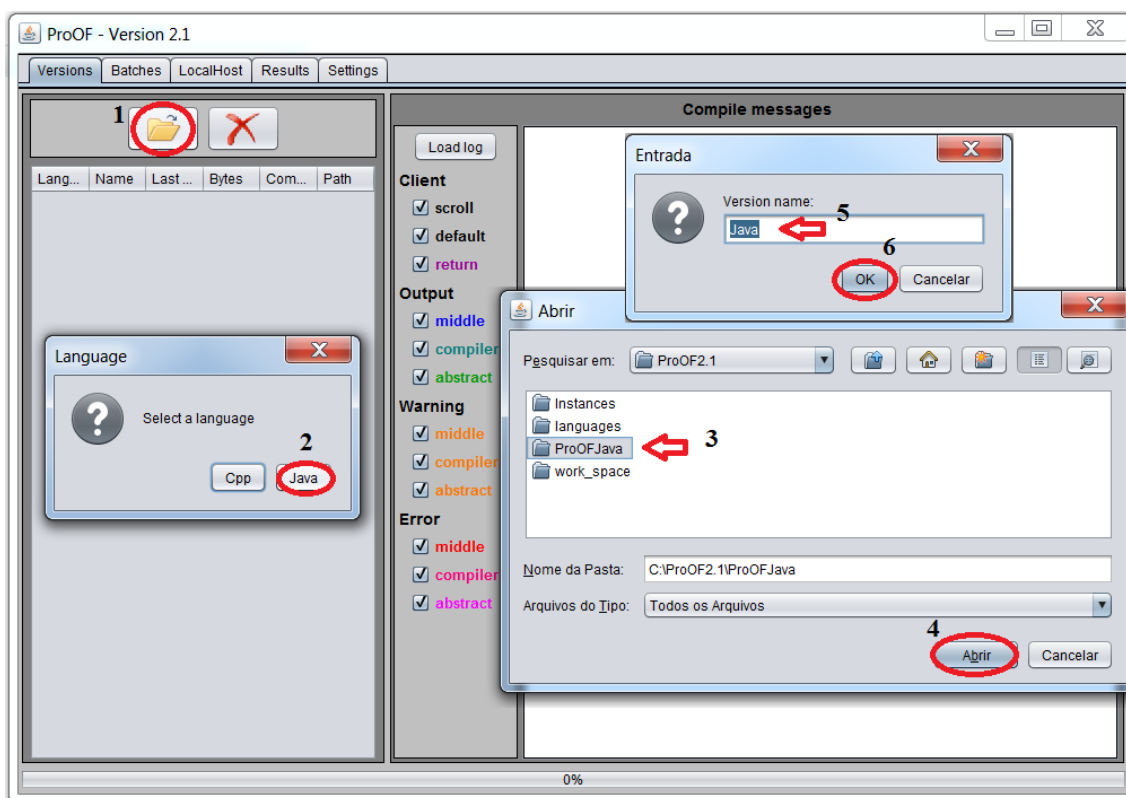 ProOF - Version 2.1
Versions Batches LocalHost Results Settings
1
Lang... Name Last ... Bytes Com... Path
Compile messages
Load log
Client
scroll
default
return
Output
middle
compiler
abstract
Warning
middle
compiler
abstract
Error
middle
compiler
abstract
Language
Select a language
2
Cpp Java
Entrada
Version name:
5
Java
6
OK Cancelar
Abrir
Pesquisar em: ProOF2.1
Instances
languages
ProOFJava 3
work_space
Nome da Pasta: C:\ProOF2.1\ProOFJava
Arquivos do Tipo: Todos os Arquivos
4
Abrir Cancelar
0%